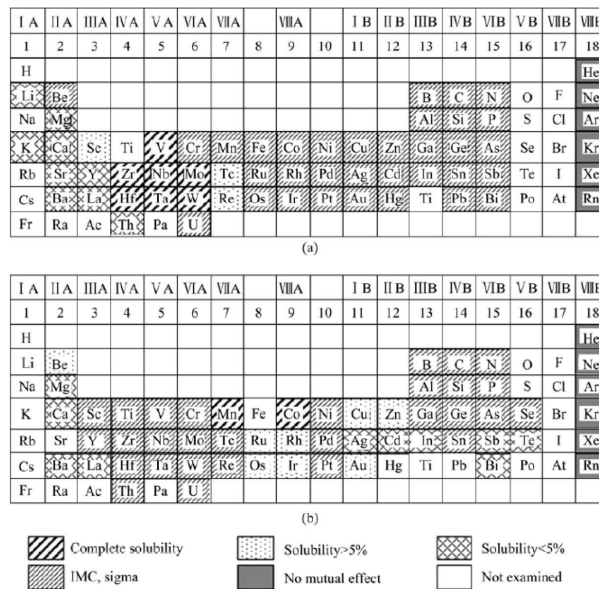 I A II A III A IV A V A VI A VII A VIII A I B II B III B IV B V B VI B VII B VIII B
1 2 3 4 5 6 7 8 9 10 11 12 13 14 15 16 17 18
H He
Li Be B C N O F Ne
Na Mg Al Si P S Cl Ar
K Ca Sc Ti V Cr Mn Fe Co Ni Cu Zn Ga Ge As Se Br Kr
Rb Sr Y Zr Nb Mo Tc Ru Rh Pd Ag Cd In Sn Sb Te I Xe
Cs Ba La Hf Ta W Re Os Ir Pt Au Hg Ti Pb Bi Po At Rn
Fr Ra Ac Th Pa U
(a)
I A II A III A IV A V A VI A VII A VIII A I B II B III B IV B V B VI B VII B VIII B
1 2 3 4 5 6 7 8 9 10 11 12 13 14 15 16 17 18
H He
Li Be B C N O F Ne
Na Mg Al Si P S Cl Ar
K Ca Sc Ti V Cr Mn Fe Co Ni Cu Zn Ga Ge As Se Br Kr
Rb Sr Y Zr Nb Mo Tc Ru Rh Pd Ag Cd In Sn Sb Te I Xe
Cs Ba La Hf Ta W Re Os Ir Pt Au Hg Ti Pb Bi Po At Rn
Fr Ra Ac Th Pa U
(b)
Complete solubility Solubility>5% Solubility<5%
IMC, sigma No mutual effect Not examined